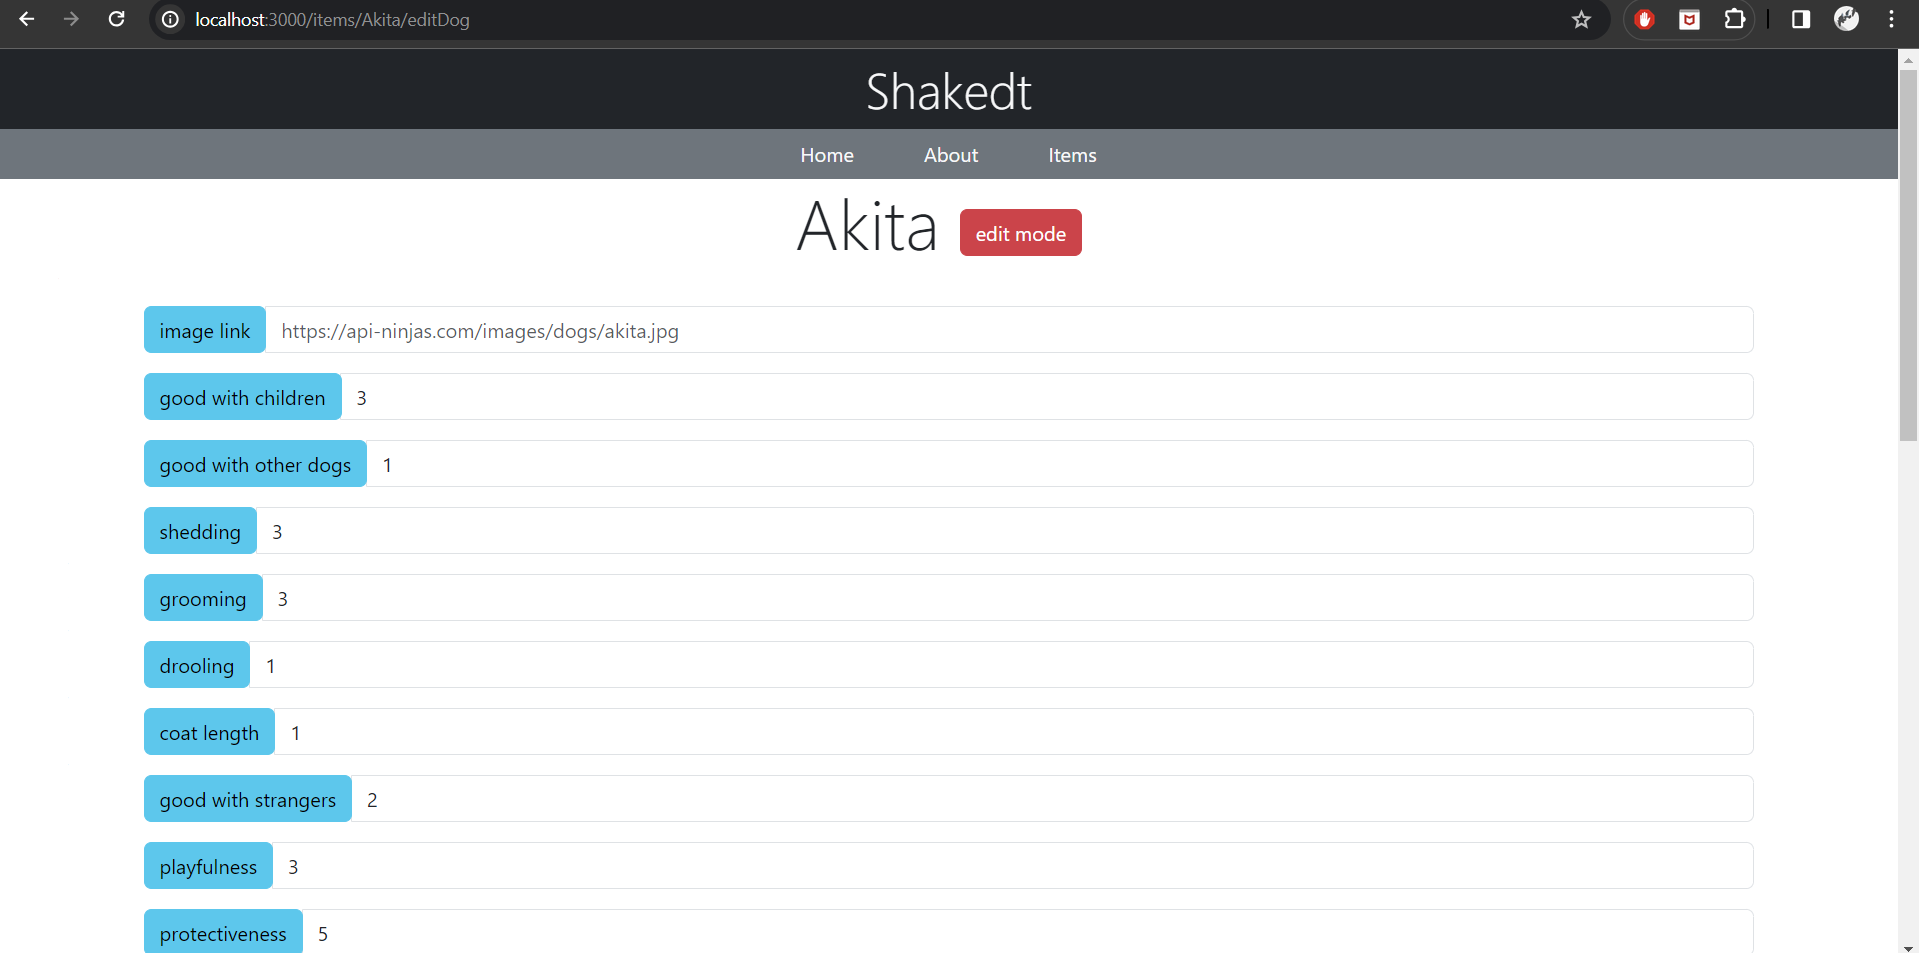 localhost:3000/items/Akita/editDog
Shakedt
Home About Items
Akita edit mode
image link https://api-ninjas.com/images/dogs/akita.jpg
good with children 3
good with other dogs 1
shedding 3
grooming 3
drooling 1
coat length 1
good with strangers 2
playfulness 3
protectiveness 5